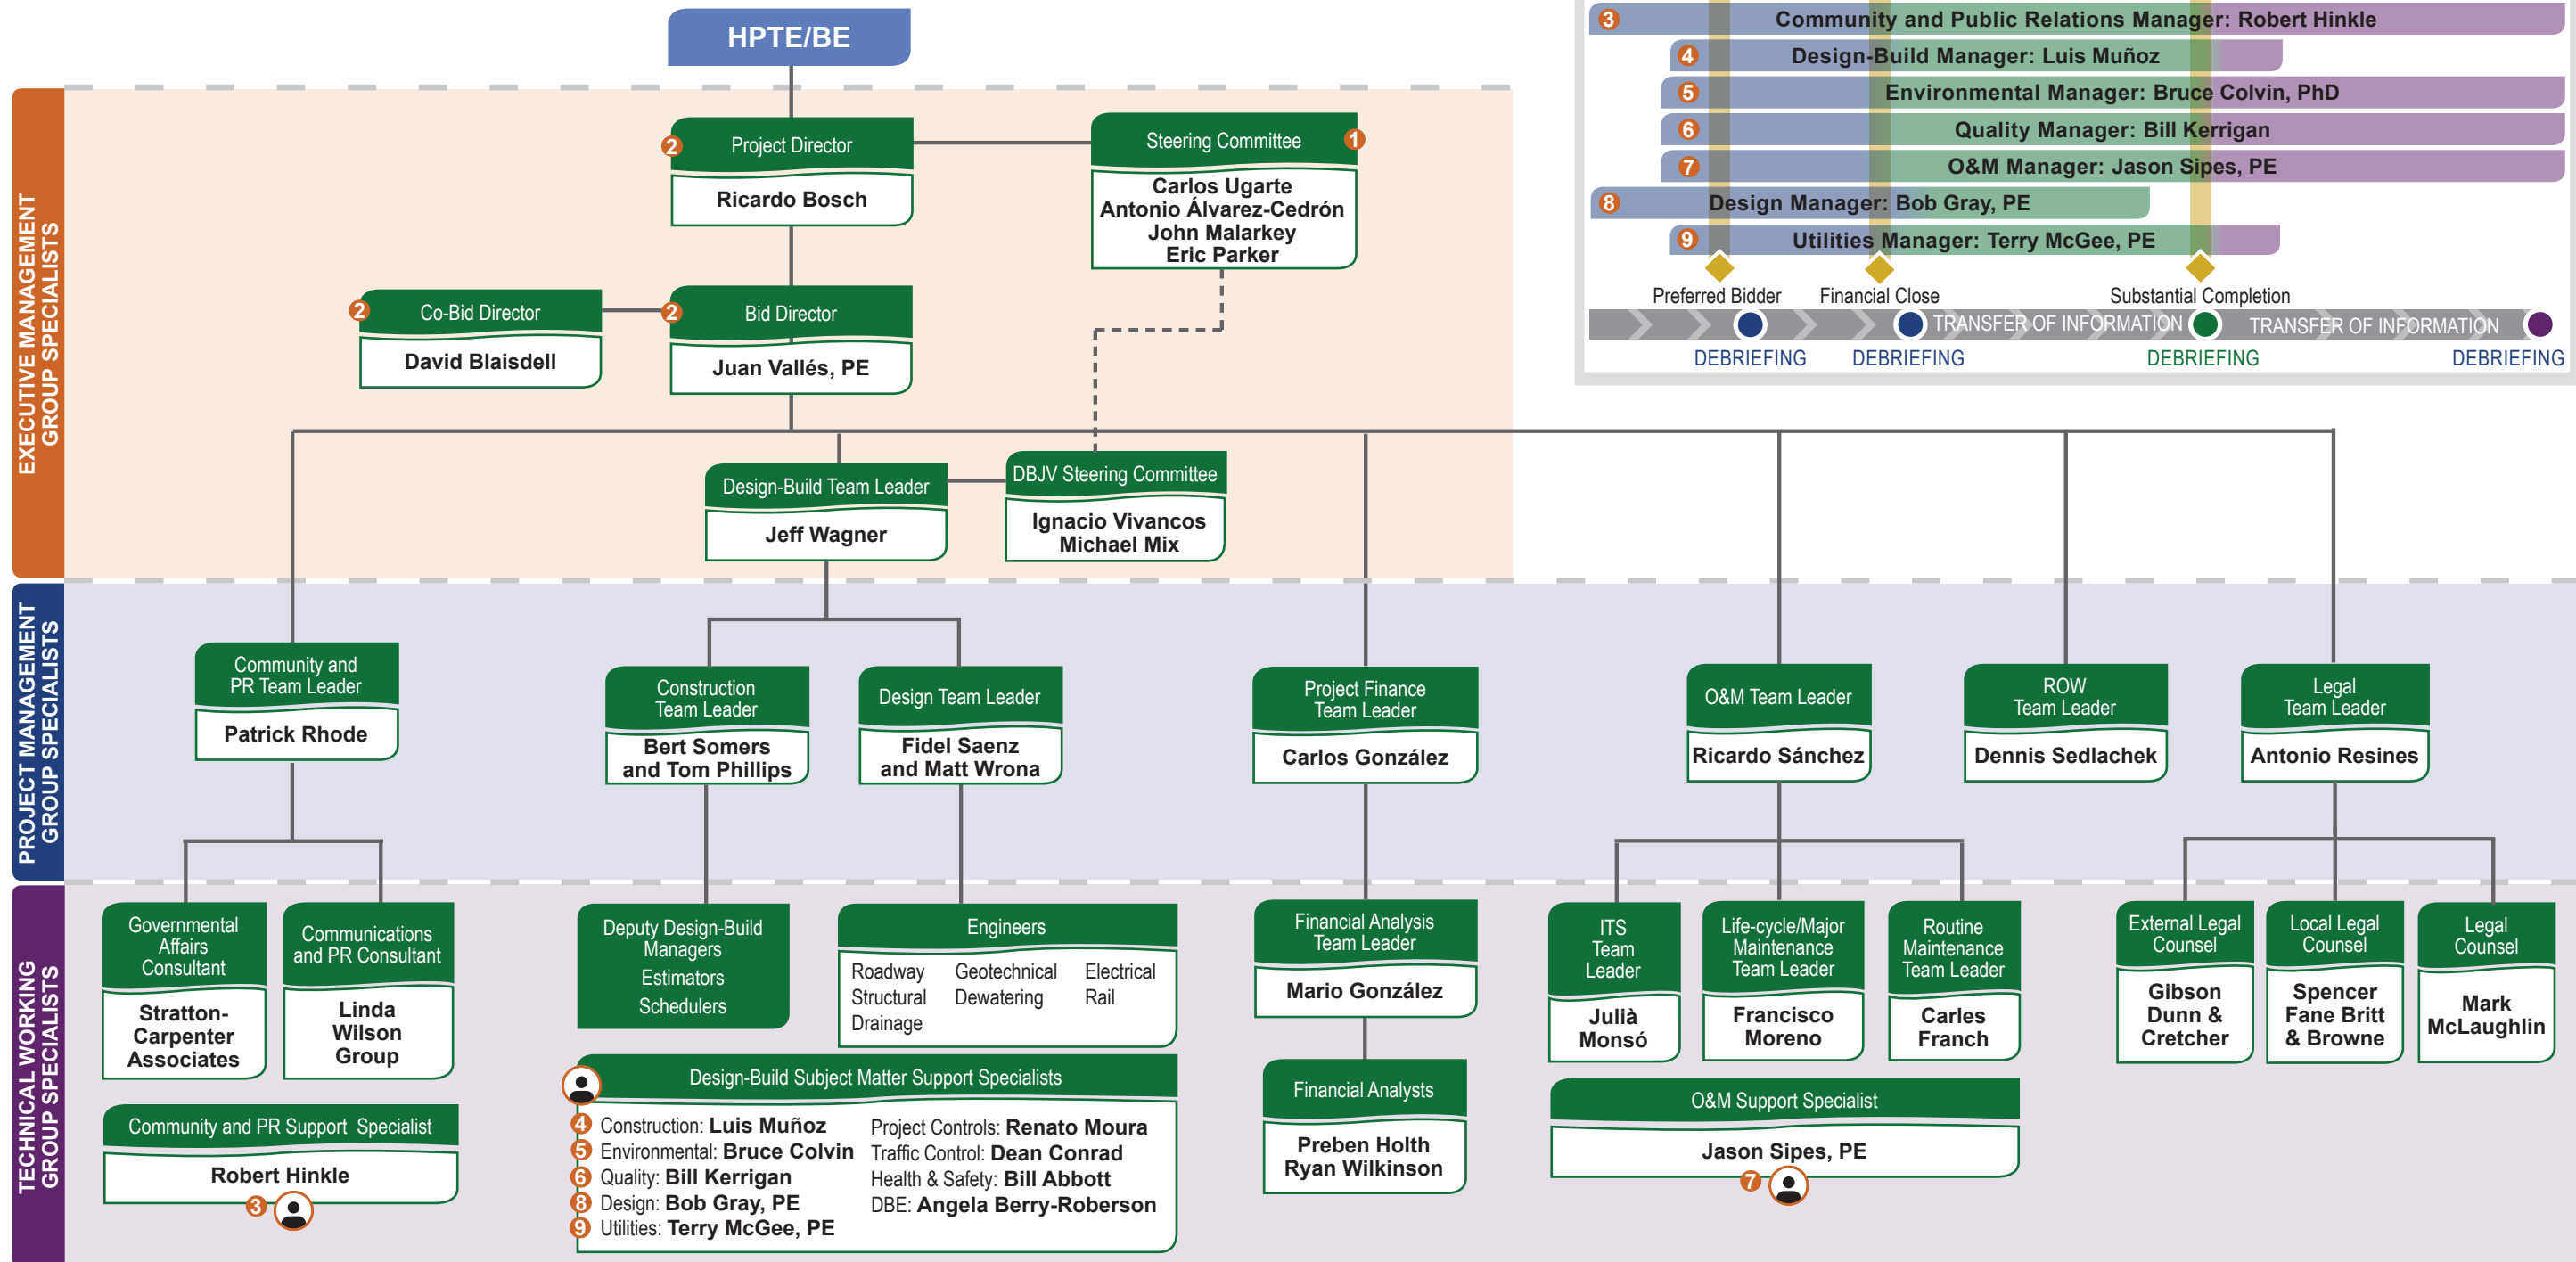 HPTE/BE
EXECUTIVE MANAGEMENT
GROUP SPECIALISTS
2
Project Director
Ricardo Bosch
Steering Committee
1
Carlos Ugarte
Antonio Álvarez-Cedrón
John Malarkey
Eric Parker
2
Co-Bid Director
David Blaisdell
2
Bid Director
Juan Vallés, PE
Design-Build Team Leader
Jeff Wagner
DBJV Steering Committee
Ignacio Vivancos
Michael Mix
3
Community and Public Relations Manager: Robert Hinkle
4
Design-Build Manager: Luis Muñoz
5
Environmental Manager: Bruce Colvin, PhD
6
Quality Manager: Bill Kerrigan
7
O&M Manager: Jason Sipes, PE
8
Design Manager: Bob Gray, PE
9
Utilities Manager: Terry McGee, PE
Preferred Bidder
Financial Close
Substantial Completion
TRANSFER OF INFORMATION
TRANSFER OF INFORMATION
DEBRIEFING
DEBRIEFING
DEBRIEFING
DEBRIEFING
PROJECT MANAGEMENT
GROUP SPECIALISTS
Community and
PR Team Leader
Patrick Rhode
Construction
Team Leader
Bert Somers
and Tom Phillips
Design Team Leader
Fidel Saenz
and Matt Wrona
Project Finance
Team Leader
Carlos González
O&M Team Leader
Ricardo Sánchez
ROW
Team Leader
Dennis Sedlachek
Legal
Team Leader
Antonio Resines
TECHNICAL WORKING
GROUP SPECIALISTS
Governmental
Affairs
Consultant
Stratton-
Carpenter
Associates
Communications
and PR Consultant
Linda
Wilson
Group
Community and PR Support Specialist
Robert Hinkle
3
Deputy Design-Build
Managers
Estimators
Schedulers
Engineers
Roadway
Structural
Drainage
Geotechnical
Dewatering
Electrical
Rail
Design-Build Subject Matter Support Specialists
4 Construction: Luis Muñoz
5 Environmental: Bruce Colvin
6 Quality: Bill Kerrigan
8 Design: Bob Gray, PE
9 Utilities: Terry McGee, PE
Project Controls: Renato Moura
Traffic Control: Dean Conrad
Health & Safety: Bill Abbott
DBE: Angela Berry-Roberson
Financial Analysis
Team Leader
Mario González
Financial Analysts
Preben Holth
Ryan Wilkinson
ITS
Team
Leader
Julià
Monsó
Life-cycle/Major
Maintenance
Team Leader
Francisco
Moreno
Routine
Maintenance
Team Leader
Carles
Franch
O&M Support Specialist
Jason Sipes, PE
7
External Legal
Counsel
Gibson
Dunn &
Cretcher
Local Legal
Counsel
Spencer
Fane Britt
& Browne
Legal
Counsel
Mark
McLaughlin